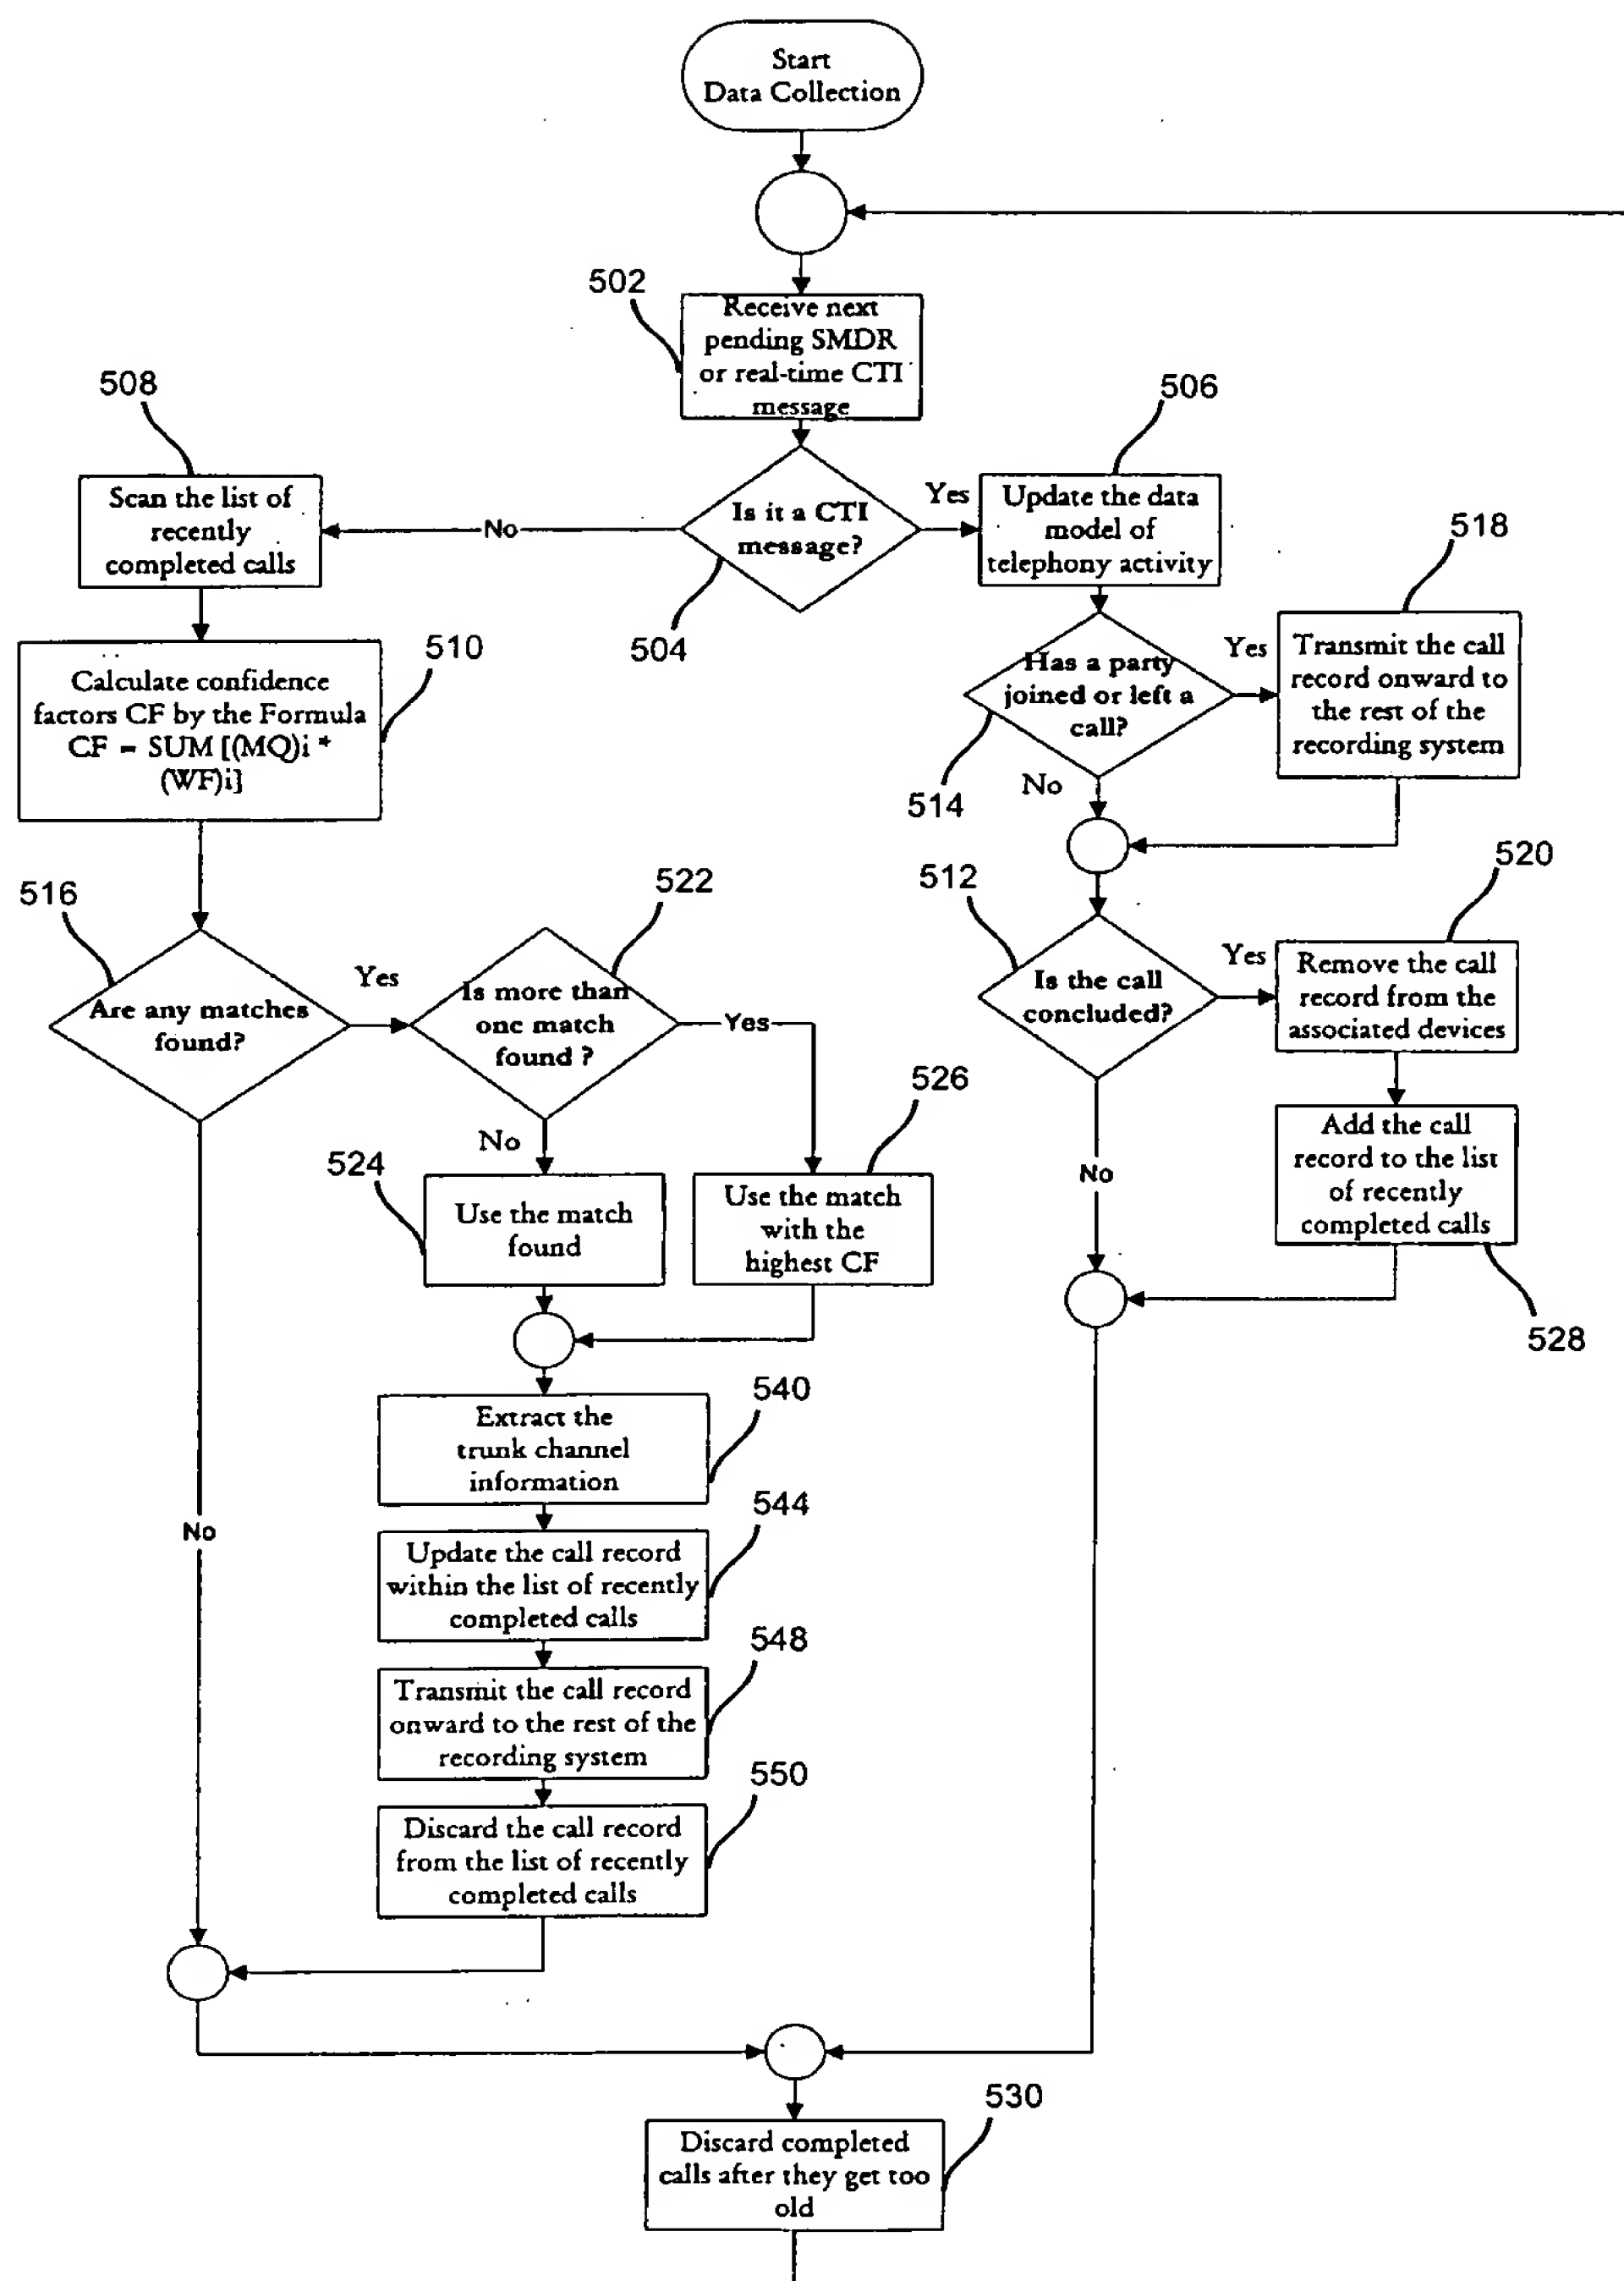 Start
Data Collection
502
Receive next
pending SMDR
or real-time CTI
message
508
506
Scan the list of
recently
completed calls
No
Is it a CTI
message?
Yes
Update the data
model of
telephony activity
504
518
510
Calculate confidence
factors CF by the Formula
CF = SUM [(MQ)i *
(WF)i]
Has a party
joined or left a
call?
Yes
Transmit the call
record onward to
the rest of the
recording system
514
No
516
522
512
520
Are any matches
found?
Yes
Is more than
one match
found ?
Yes
Is the call
concluded?
Yes
Remove the call
record from the
associated devices
526
No
524
Use the match
found
Use the match
with the
highest CF
No
Add the call
record to the list
of recently
completed calls
528
540
Extract the
trunk channel
information
544
No
Update the call record
within the list of recently
completed calls
548
Transmit the call record
onward to the rest of the
recording system
550
Discard the call record
from the list of recently
completed calls
530
Discard completed
calls after they get too
old